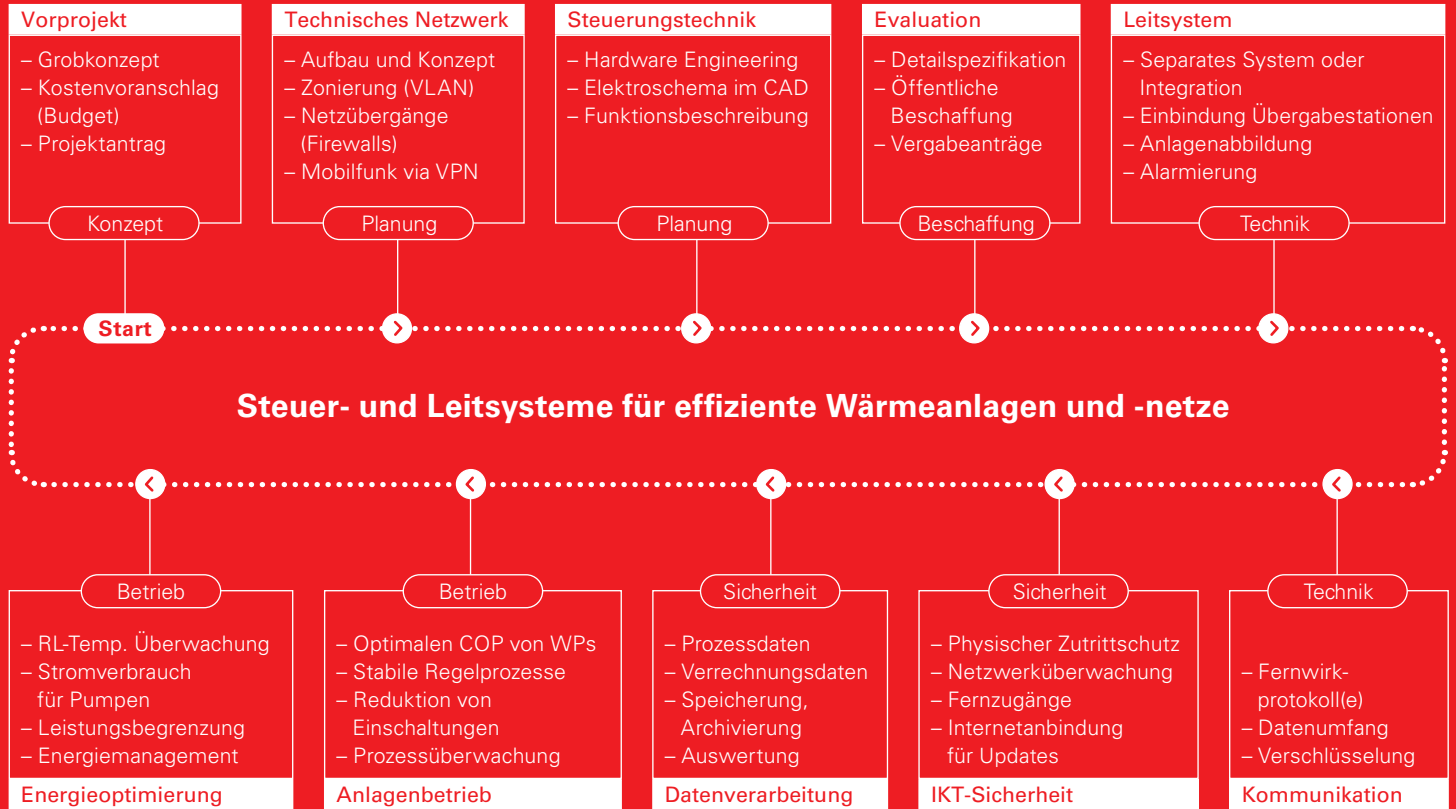 Vorprojekt
– Grobkonzept
– Kostenvoranschlag
(Budget)
– Projektantrag
Konzept
Technisches Netzwerk
– Aufbau und Konzept
– Zonierung (VLAN)
– Netzübergänge
(Firewalls)
– Mobilfunk via VPN
Planung
Steuerungstechnik
– Hardware Engineering
– Elektroschema im CAD
– Funktionsbeschreibung
Planung
Evaluation
– Detailspezifikation
– Öffentliche
Beschaffung
– Vergabeanträge
Beschaffung
Leitsystem
– Separates System oder
Integration
– Einbindung Übergabestationen
– Anlagenabbildung
– Alarmierung
Technik
Start
Steuer- und Leitsysteme für effiziente Wärmeanlagen und -netze
Betrieb
– RL-Temp. Überwachung
– Stromverbrauch
für Pumpen
– Leistungsbegrenzung
– Energiemanagement
Energieoptimierung
Betrieb
– Optimalen COP von WPs
– Stabile Regelprozesse
– Reduktion von
Einschaltungen
– Prozessüberwachung
Anlagenbetrieb
Sicherheit
– Prozessdaten
– Verrechnungsdaten
– Speicherung,
Archivierung
– Auswertung
Datenverarbeitung
Sicherheit
– Physischer Zutrittschutz
– Netzwerküberwachung
– Fernzugänge
– Internetanbindung
für Updates
IKT-Sicherheit
Technik
– Fernwirk-
protokoll(e)
– Datenumfang
– Verschlüsselung
Kommunikation